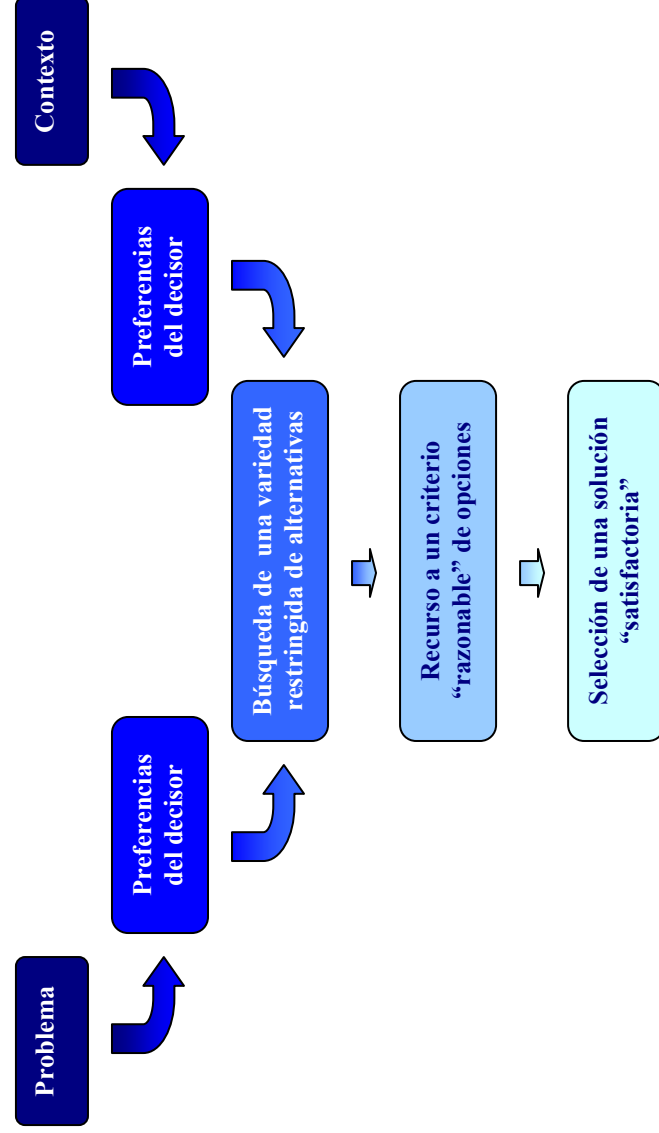 Problema
Contexto
Preferencias
del decisor
Preferencias
del decisor
Búsqueda de una variedad
restringida de alternativas
Recurso a un criterio
“razonable” de opciones
Selección de una solución
“satisfactoria”